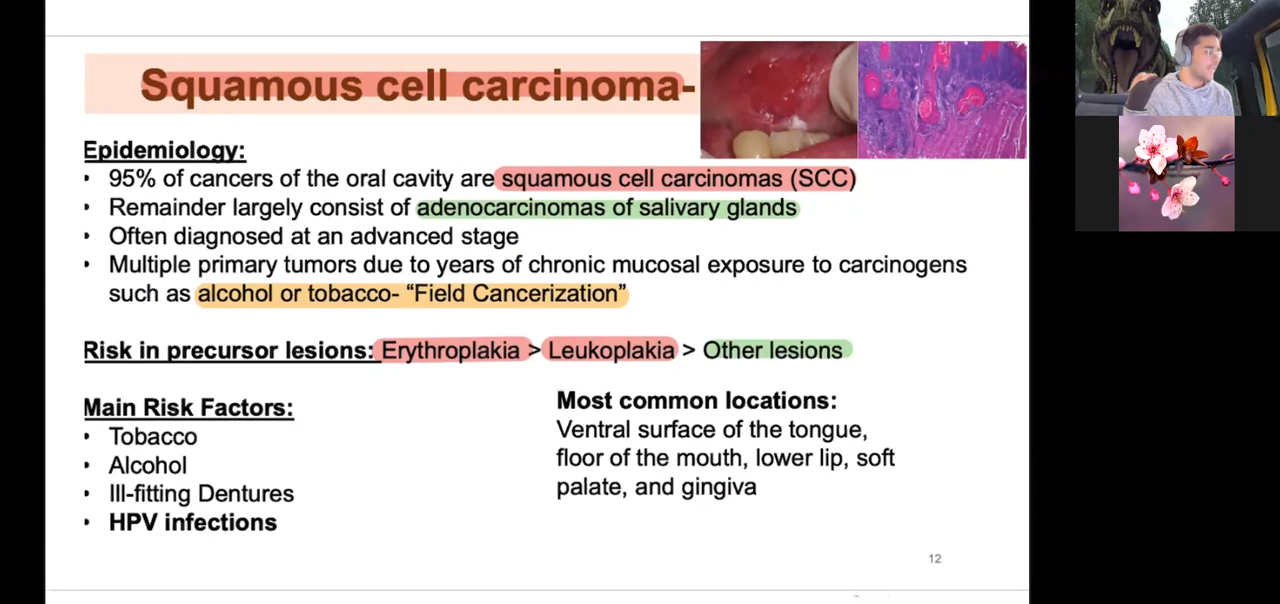 Squamous cell carcinoma-
Epidemiology:
• 95% of cancers of the oral cavity are squamous cell carcinomas (SCC)
• Remainder largely consist of adenocarcinomas of salivary glands
• Often diagnosed at an advanced stage
• Multiple primary tumors due to years of chronic mucosal exposure to carcinogens
such as alcohol or tobacco- “Field Cancerization”
Risk in precursor lesions: Erythroplakia > Leukoplakia > Other lesions
Main Risk Factors:
• Tobacco
• Alcohol
• Ill-fitting Dentures
• HPV infections
Most common locations:
Ventral surface of the tongue,
floor of the mouth, lower lip, soft
palate, and gingiva
12